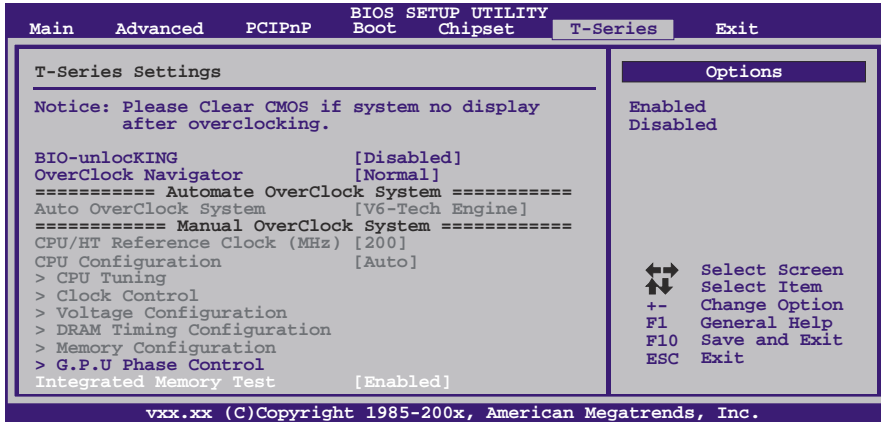 BIOS SETUP UTILITY
Main Advanced PCIPnP Boot Chipset T-Series Exit
T-Series Settings
Notice: Please Clear CMOS if system no display
after overclocking.
BIO-unlocKING [Disabled]
OverClock Navigator [Normal]
=========== Automate OverClock System ===========
Auto OverClock System [V6-Tech Engine]
============ Manual OverClock System ============
CPU/HT Reference Clock (MHz) [200]
CPU Configuration [Auto]
> CPU Tuning
> Clock Control
> Voltage Configuration
> DRAM Timing Configuration
> Memory Configuration
> G.P.U Phase Control
Integrated Memory Test [Enabled]
Options
Enabled
Disabled
Select Screen
Select Item
+- Change Option
F1 General Help
F10 Save and Exit
ESC Exit
vxx.xx (C)Copyright 1985-200x, American Megatrends, Inc.